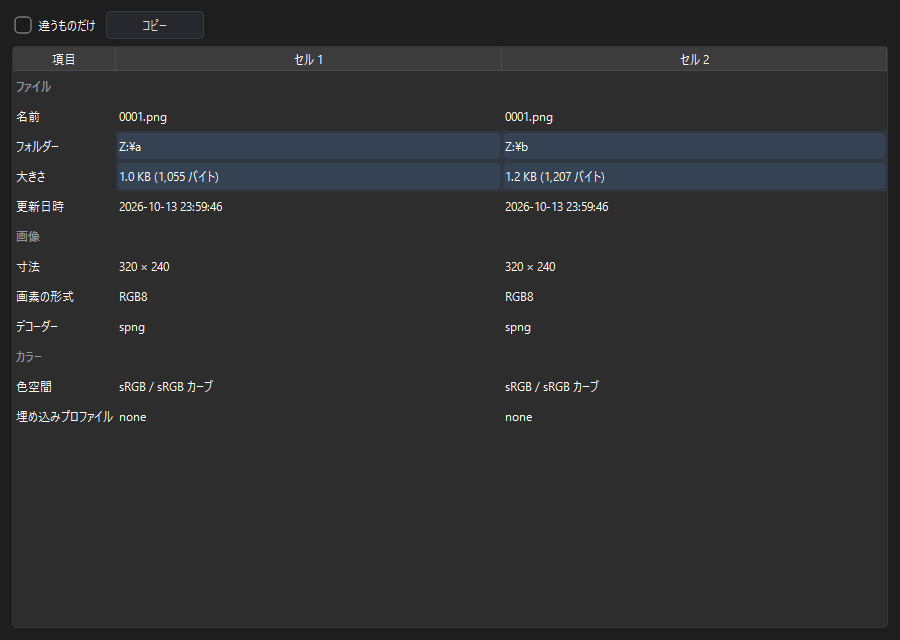 違うものだけ コピー
項目 セル 1 セル 2
ファイル
名前 0001.png 0001.png
フォルダー Z:¥a Z:¥b
大きさ 1.0 KB (1,055 バイト) 1.2 KB (1,207 バイト)
更新日時 2026-10-13 23:59:46 2026-10-13 23:59:46
画像
寸法 320 × 240 320 × 240
画素の形式 RGB8 RGB8
デコーダー spng spng
カラー
色空間 sRGB / sRGB カーブ sRGB / sRGB カーブ
埋め込みプロファイル none none